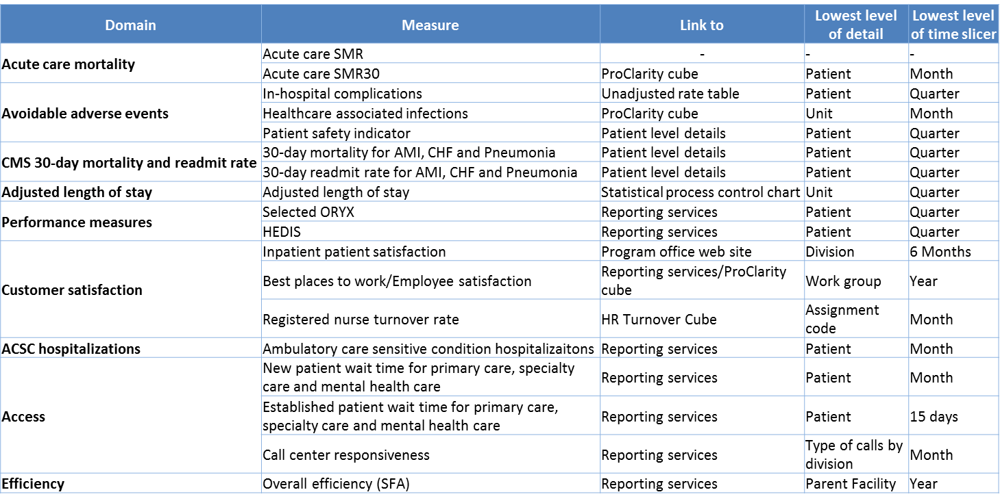 Domain Measure Link to Lowest level of detail Lowest level of time slicer
Acute care mortality
Acute care SMR - - -
Acute care SMR30 ProClarity cube Patient Month
Avoidable adverse events
In-hospital complications Unadjusted rate table Patient Quarter
Healthcare associated infections ProClarity cube Unit Month
Patient safety indicator Patient level details Patient Quarter
CMS 30-day mortality and readmit rate
30-day mortality for AMI, CHF and Pneumonia Patient level details Patient Quarter
30-day readmit rate for AMI, CHF and Pneumonia Patient level details Patient Quarter
Adjusted length of stay Adjusted length of stay Statistical process control chart Unit Quarter
Performance measures
Selected ORYX Reporting services Patient Quarter
HEDIS Reporting services Patient Quarter
Customer satisfaction
Inpatient patient satisfaction Program office web site Division 6 Months
Best places to work/Employee satisfaction Reporting services/ProClarity cube Work group Year
Registered nurse turnover rate HR Turnover Cube Assignment code Month
ACSC hospitalizations Ambulatory care sensitive condition hospitalizaitons Reporting services Patient Month
Access
New patient wait time for primary care, specialty care and mental health care Reporting services Patient Month
Established patient wait time for primary care, specialty care and mental health care Reporting services Patient 15 days
Call center responsiveness Reporting services Type of calls by division Month
Efficiency Overall efficiency (SFA) Reporting services Parent Facility Year